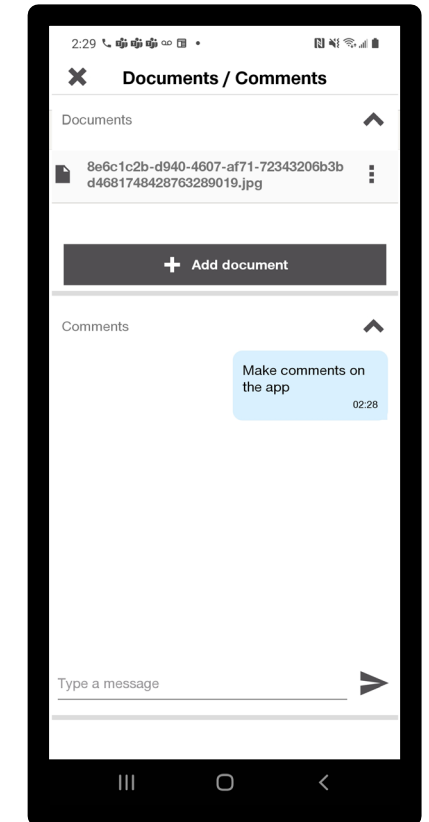 2:29
Documents / Comments
Documents
8e6c1c2b-d940-4607-af71-72343206b3b
d4681748428763289019.jpg
Add document
Comments
Make comments on
the app
02:28
Type a message